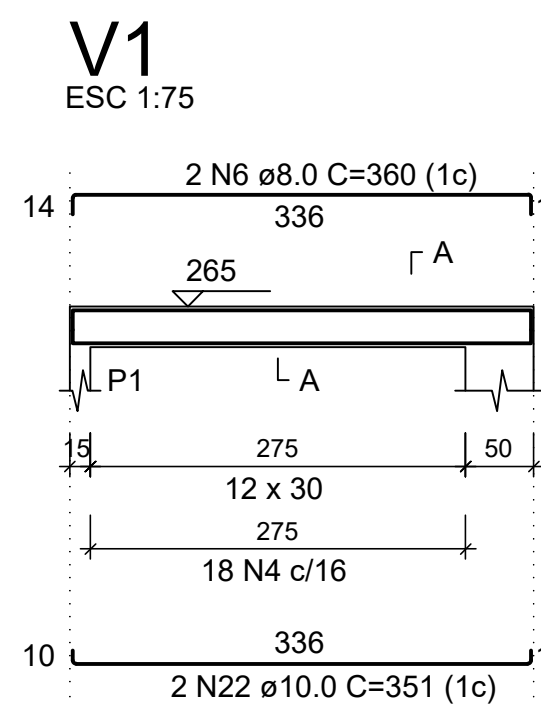 V1
ESC 1:75
2 N6 ø8.0 C=360 (1c)
14
336
A
265
P1
A
15
275
50
12 x 30
275
18 N4 c/16
10
336
2 N22 ø10.0 C=351 (1c)